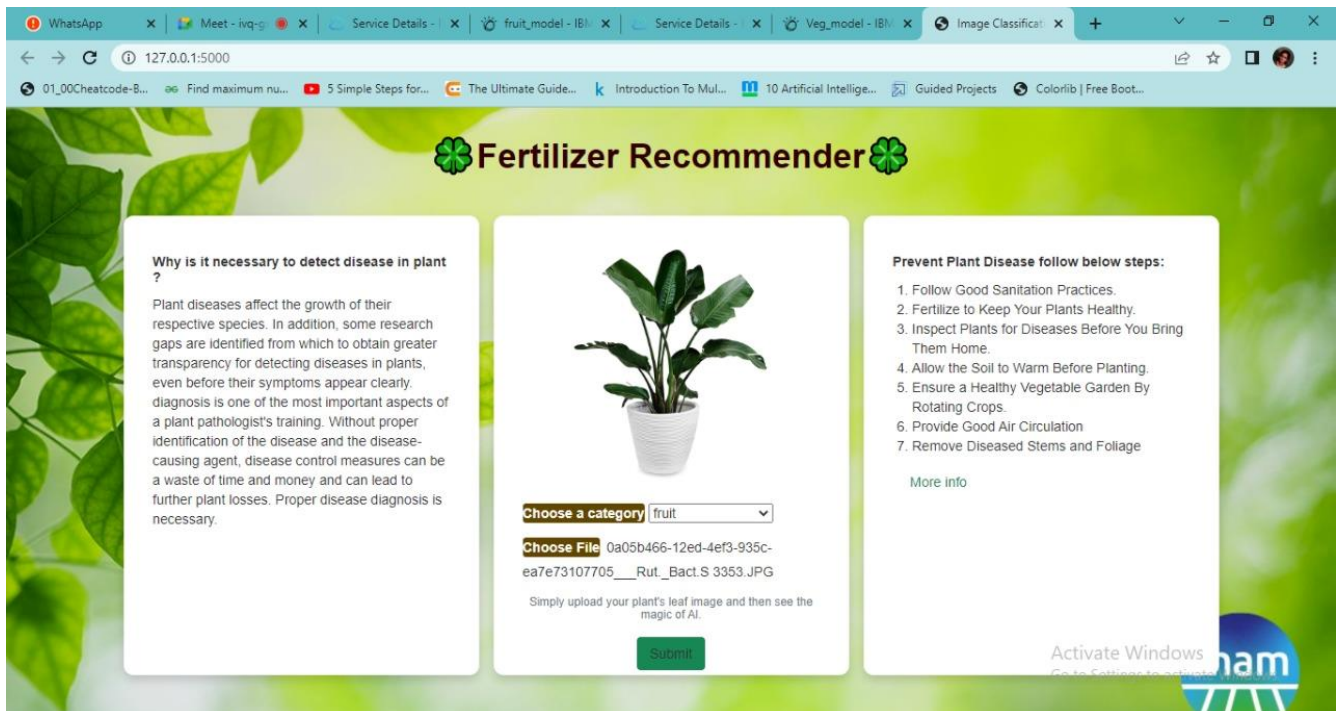 WhatsApp
Meet - ivq-g
Service Details - I
fruit_model - IBM
Service Details - I
Veg_model - IBM
Image Classificati
127.0.0.1:5000
01_00Cheatcode-B...
Find maximum nu...
5 Simple Steps for...
The Ultimate Guide...
Introduction To Mul...
10 Artificial Intellige...
Guided Projects
Colorlib | Free Boot...
Fertilizer Recommender
Why is it necessary to detect disease in plant
?
Plant diseases affect the growth of their
respective species. In addition, some research
gaps are identified from which to obtain greater
transparency for detecting diseases in plants,
even before their symptoms appear clearly.
diagnosis is one of the most important aspects of
a plant pathologist's training. Without proper
identification of the disease and the disease-
causing agent, disease control measures can be
a waste of time and money and can lead to
further plant losses. Proper disease diagnosis is
necessary.
Choose a category fruit
Choose File 0a05b466-12ed-4ef3-935c-
ea7e73107705___Rut._Bact.S 3353.JPG
Simply upload your plant's leaf image and then see the
magic of AI.
Submit
Prevent Plant Disease follow below steps:
1. Follow Good Sanitation Practices.
2. Fertilize to Keep Your Plants Healthy.
3. Inspect Plants for Diseases Before You Bring
Them Home.
4. Allow the Soil to Warm Before Planting.
5. Ensure a Healthy Vegetable Garden By
Rotating Crops.
6. Provide Good Air Circulation
7. Remove Diseased Stems and Foliage
More info
Activate Windows
Go to Settings to activate Windows.
nam